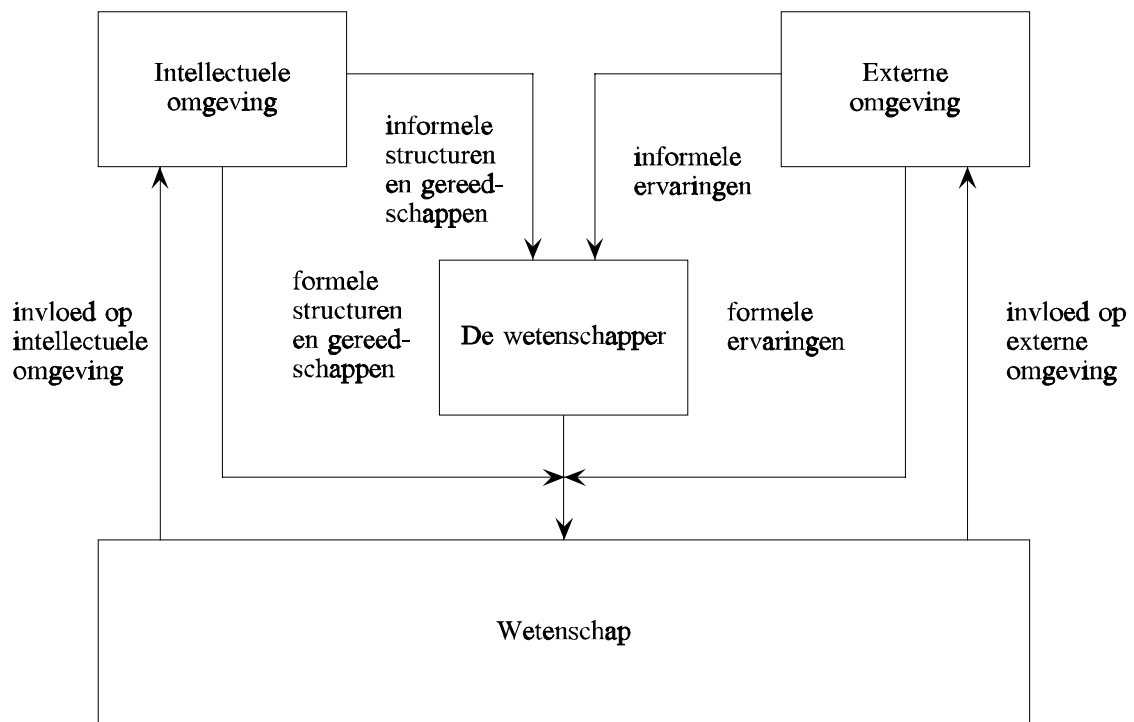 Intellectuele
omgeving
Externe
omgeving
informele
structuren
en gereed-
schappen
informele
ervaringen
invloed op
intellectuele
omgeving
formele
structuren
en gereed-
schappen
De wetenschapper
formele
ervaringen
invloed op
externe
omgeving
Wetenschap